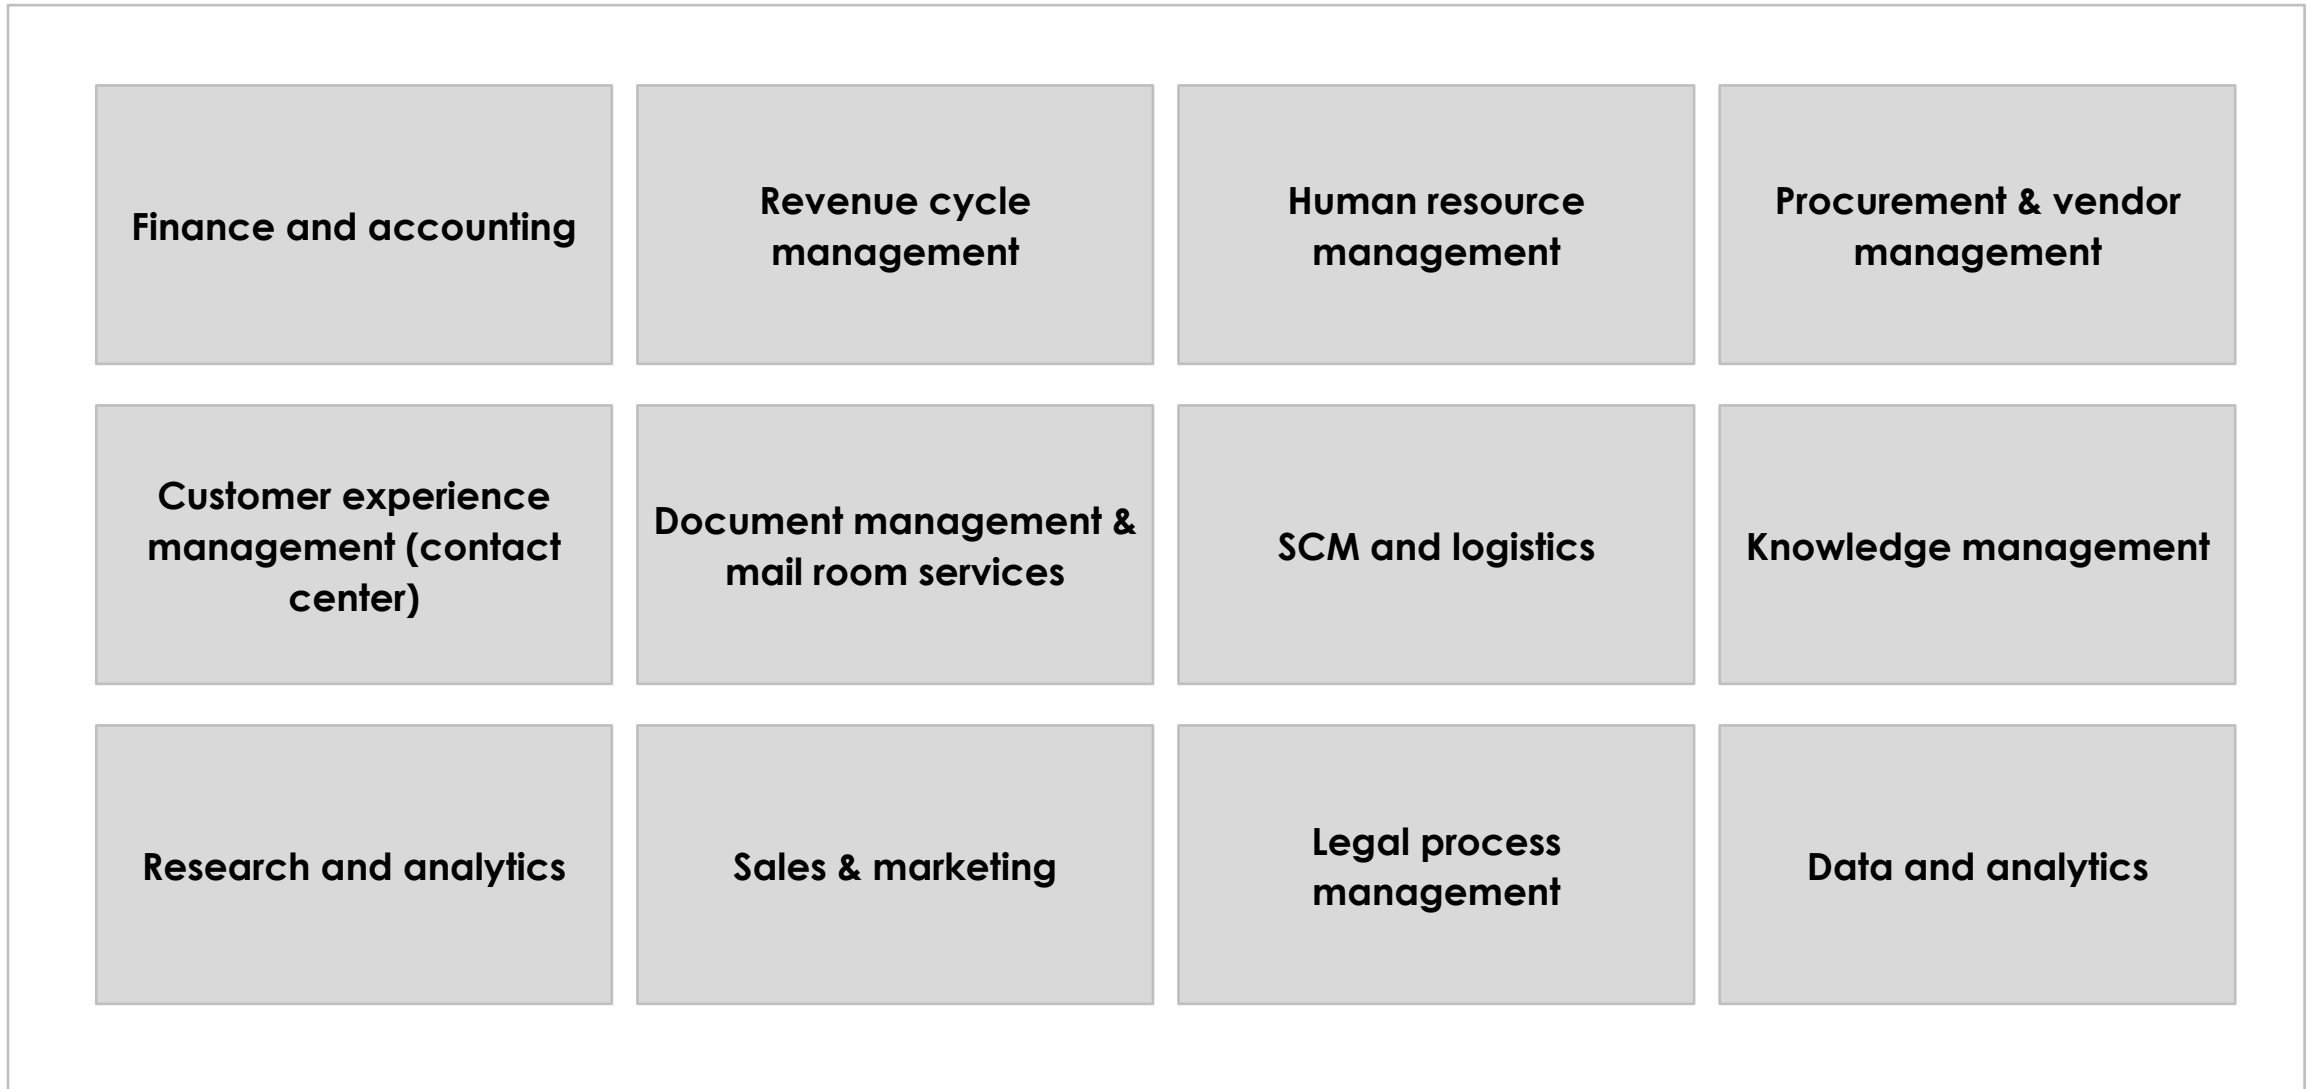 Finance and accounting
Revenue cycle
management
Human resource
management
Procurement & vendor
management
Customer experience
management (contact
center)
Document management &
mail room services
SCM and logistics
Knowledge management
Research and analytics
Sales & marketing
Legal process
management
Data and analytics